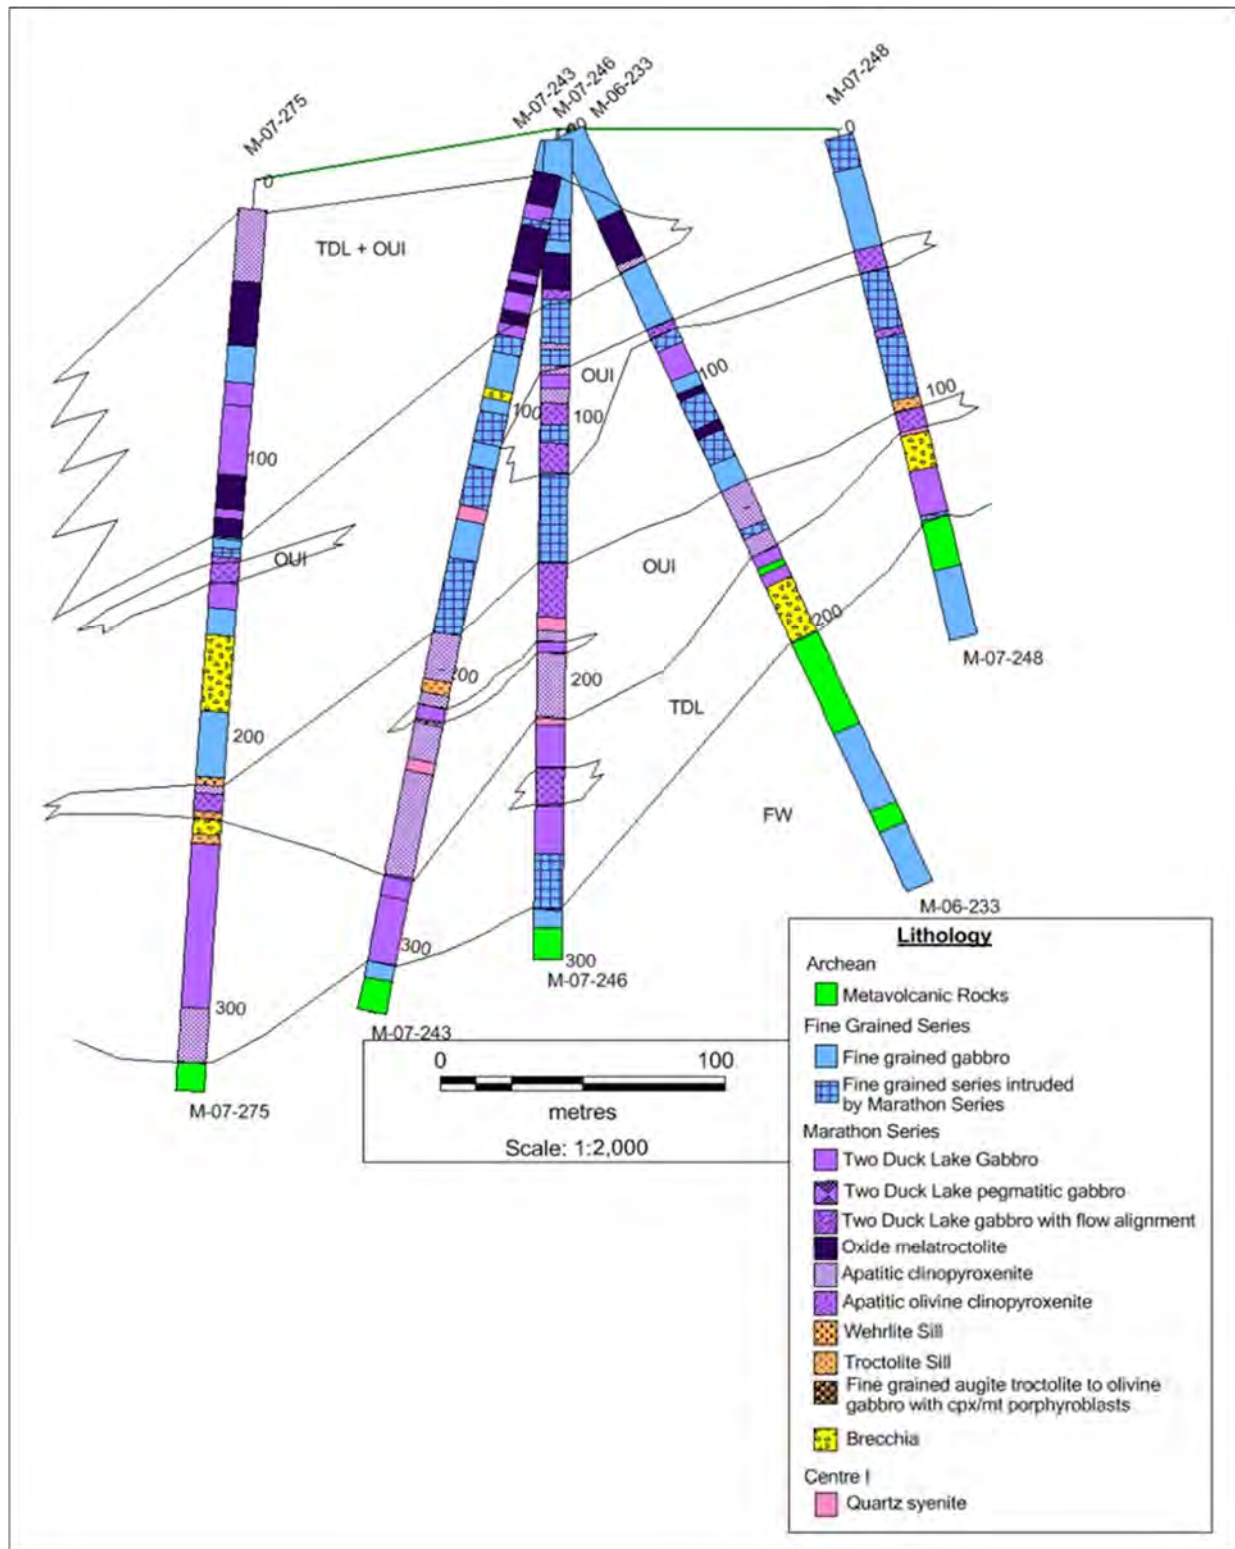 M-07-275
M-07-243
M-07-246
M-06-233
M-07-248
0
0
0
TDL + OUI
OUI
100
100
100
100
100
OUI
OUI
200
200
200
200
TDL
FW
M-07-248
M-06-233
300
300
300
M-07-246
M-07-243
M-07-275
0 100
metres
Scale: 1:2,000
Lithology
Archean
Metavolcanic Rocks
Fine Grained Series
Fine grained gabbro
Fine grained series intruded
by Marathon Series
Marathon Series
Two Duck Lake Gabbro
Two Duck Lake pegmatitic gabbro
Two Duck Lake gabbro with flow alignment
Oxide melatroctolite
Apatitic clinopyroxenite
Apatitic olivine clinopyroxenite
Wehrlite Sill
Troctolite Sill
Fine grained augite troctolite to olivine
gabbro with cpx/mt porphyroblasts
Brecchia
Centre I
Quartz syenite